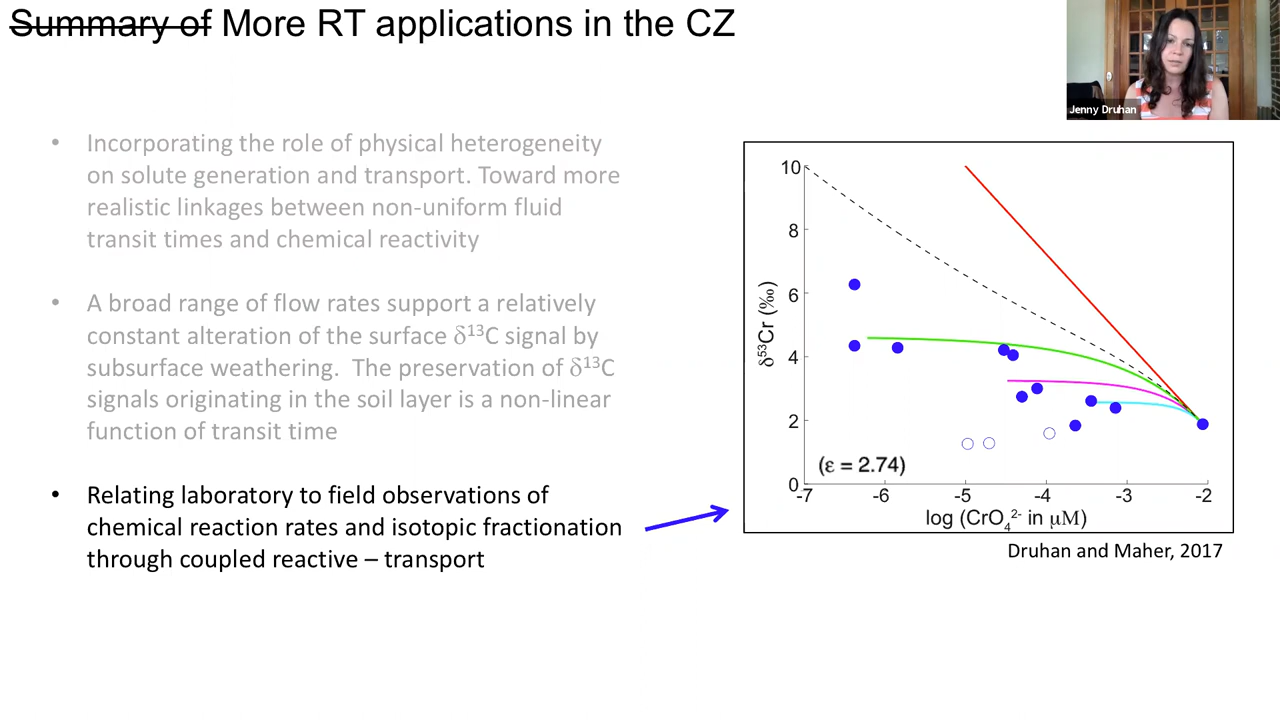 Summary of More RT applications in the CZ
Jenny Druhan
• Incorporating the role of physical heterogeneity
on solute generation and transport. Toward more
realistic linkages between non-uniform fluid
transit times and chemical reactivity
• A broad range of flow rates support a relatively
constant alteration of the surface δ¹³C signal by
subsurface weathering. The preservation of δ¹³C
signals originating in the soil layer is a non-linear
function of transit time
• Relating laboratory to field observations of
chemical reaction rates and isotopic fractionation
through coupled reactive – transport
10
8
6
4
2
0
δ⁵³Cr (‰)
(ε = 2.74)
-7 -6 -5 -4 -3 -2
log (CrO₄²⁻ in μM)
Druhan and Maher, 2017